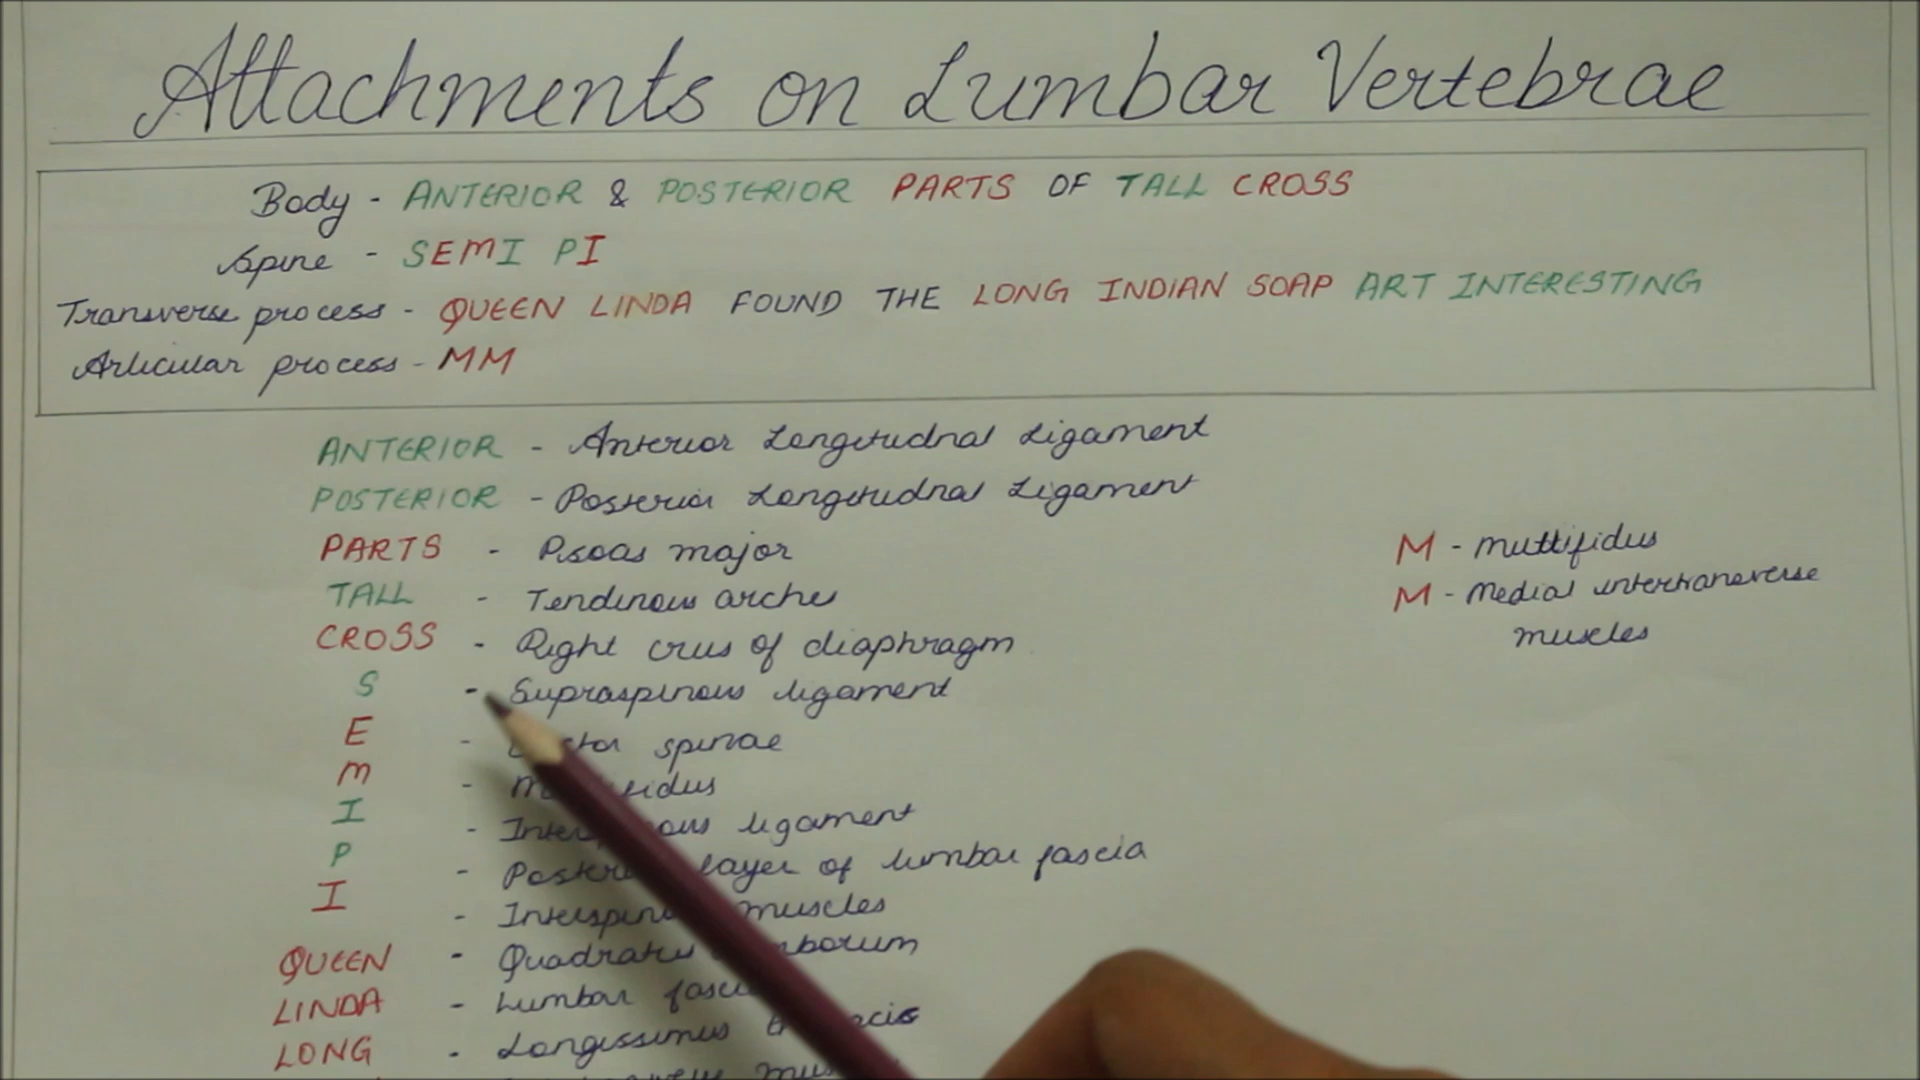 Attachments on Lumbar Vertebrae
Body - ANTERIOR & POSTERIOR PARTS OF TALL CROSS
Spine - SEMI PI
Transverse process - QUEEN LINDA FOUND THE LONG INDIAN SOAP ART INTERESTING
Articular process - MM
ANTERIOR - Anterior Longitudnal Ligament
POSTERIOR - Posterior Longitudnal Ligament
PARTS - Psoas major
TALL - Tendinous arches
CROSS - Right crus of diaphragm
S - Supraspinous ligament
E - spinae
M -
I - ligament
P - layer of lumbar fascia
I - muscles
QUEEN - Quadratus
LINDA - Lumbar
LONG - Longissimus
M - multifidus
M - Medial intertransverse
muscles